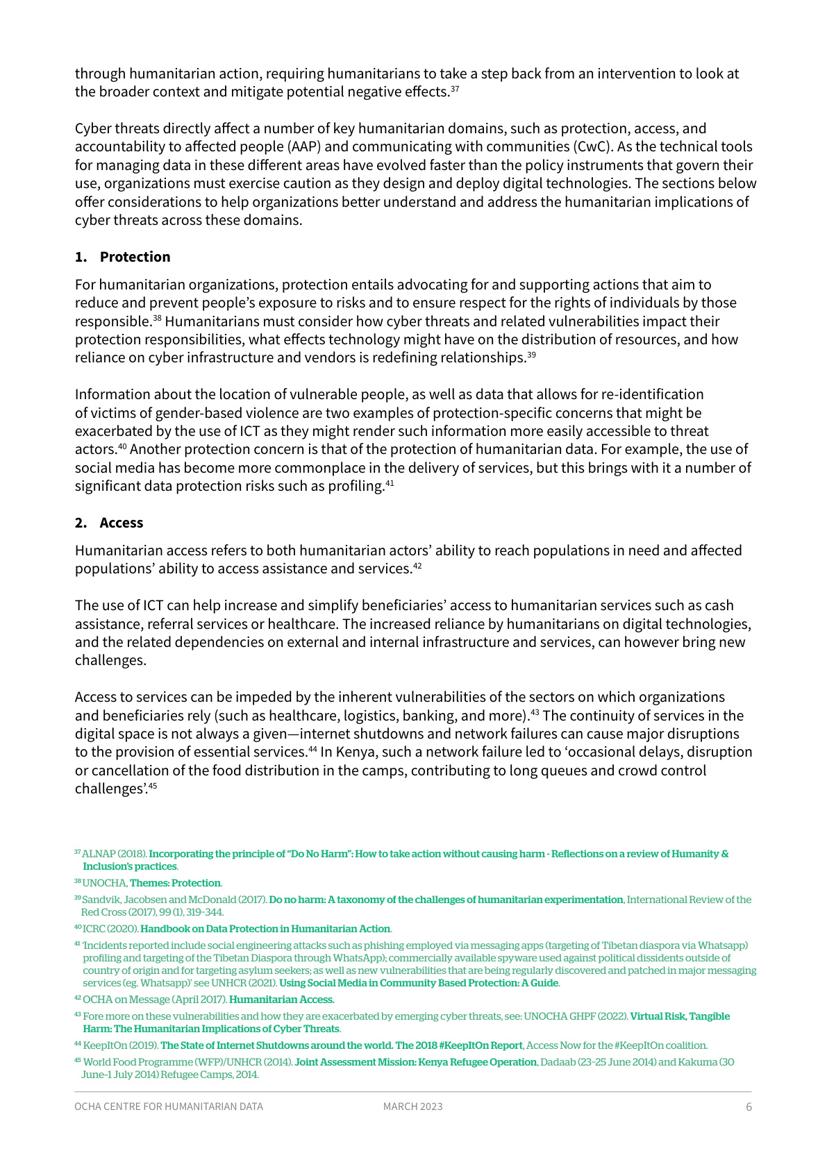 through humanitarian action, requiring humanitarians to take a step back from an intervention to look at
the broader context and mitigate potential negative effects.³⁷
Cyber threats directly affect a number of key humanitarian domains, such as protection, access, and
accountability to affected people (AAP) and communicating with communities (CwC). As the technical tools
for managing data in these different areas have evolved faster than the policy instruments that govern their
use, organizations must exercise caution as they design and deploy digital technologies. The sections below
offer considerations to help organizations better understand and address the humanitarian implications of
cyber threats across these domains.
1. Protection
For humanitarian organizations, protection entails advocating for and supporting actions that aim to
reduce and prevent people's exposure to risks and to ensure respect for the rights of individuals by those
responsible.³⁸ Humanitarians must consider how cyber threats and related vulnerabilities impact their
protection responsibilities, what effects technology might have on the distribution of resources, and how
reliance on cyber infrastructure and vendors is redefining relationships.³⁹
Information about the location of vulnerable people, as well as data that allows for re-identification
of victims of gender-based violence are two examples of protection-specific concerns that might be
exacerbated by the use of ICT as they might render such information more easily accessible to threat
actors.⁴⁰ Another protection concern is that of the protection of humanitarian data. For example, the use of
social media has become more commonplace in the delivery of services, but this brings with it a number of
significant data protection risks such as profiling.⁴¹
2. Access
Humanitarian access refers to both humanitarian actors' ability to reach populations in need and affected
populations' ability to access assistance and services.⁴²
The use of ICT can help increase and simplify beneficiaries' access to humanitarian services such as cash
assistance, referral services or healthcare. The increased reliance by humanitarians on digital technologies,
and the related dependencies on external and internal infrastructure and services, can however bring new
challenges.
Access to services can be impeded by the inherent vulnerabilities of the sectors on which organizations
and beneficiaries rely (such as healthcare, logistics, banking, and more).⁴³ The continuity of services in the
digital space is not always a given—internet shutdowns and network failures can cause major disruptions
to the provision of essential services.⁴⁴ In Kenya, such a network failure led to 'occasional delays, disruption
or cancellation of the food distribution in the camps, contributing to long queues and crowd control
challenges'.⁴⁵
³⁷ ALNAP (2018). Incorporating the principle of "Do No Harm": How to take action without causing harm - Reflections on a review of Humanity &
Inclusion's practices.
³⁸ UNOCHA, Themes: Protection.
³⁹ Sandvik, Jacobsen and McDonald (2017). Do no harm: A taxonomy of the challenges of humanitarian experimentation, International Review of the
Red Cross (2017), 99 (1), 319–344.
⁴⁰ ICRC (2020). Handbook on Data Protection in Humanitarian Action.
⁴¹ 'Incidents reported include social engineering attacks such as phishing employed via messaging apps (targeting of Tibetan diaspora via Whatsapp)
profiling and targeting of the Tibetan Diaspora through WhatsApp); commercially available spyware used against political dissidents outside of
country of origin and for targeting asylum seekers; as well as new vulnerabilities that are being regularly discovered and patched in major messaging
services (eg. Whatsapp)' see UNHCR (2021). Using Social Media in Community Based Protection: A Guide.
⁴² OCHA on Message (April 2017). Humanitarian Access.
⁴³ Fore more on these vulnerabilities and how they are exacerbated by emerging cyber threats, see: UNOCHA GHPF (2022). Virtual Risk, Tangible
Harm: The Humanitarian Implications of Cyber Threats.
⁴⁴ KeepItOn (2019). The State of Internet Shutdowns around the world. The 2018 #KeepItOn Report, Access Now for the #KeepItOn coalition.
⁴⁵ World Food Programme (WFP)/UNHCR (2014). Joint Assessment Mission: Kenya Refugee Operation, Dadaab (23–25 June 2014) and Kakuma (30
June–1 July 2014) Refugee Camps, 2014.
OCHA CENTRE FOR HUMANITARIAN DATA MARCH 2023 6